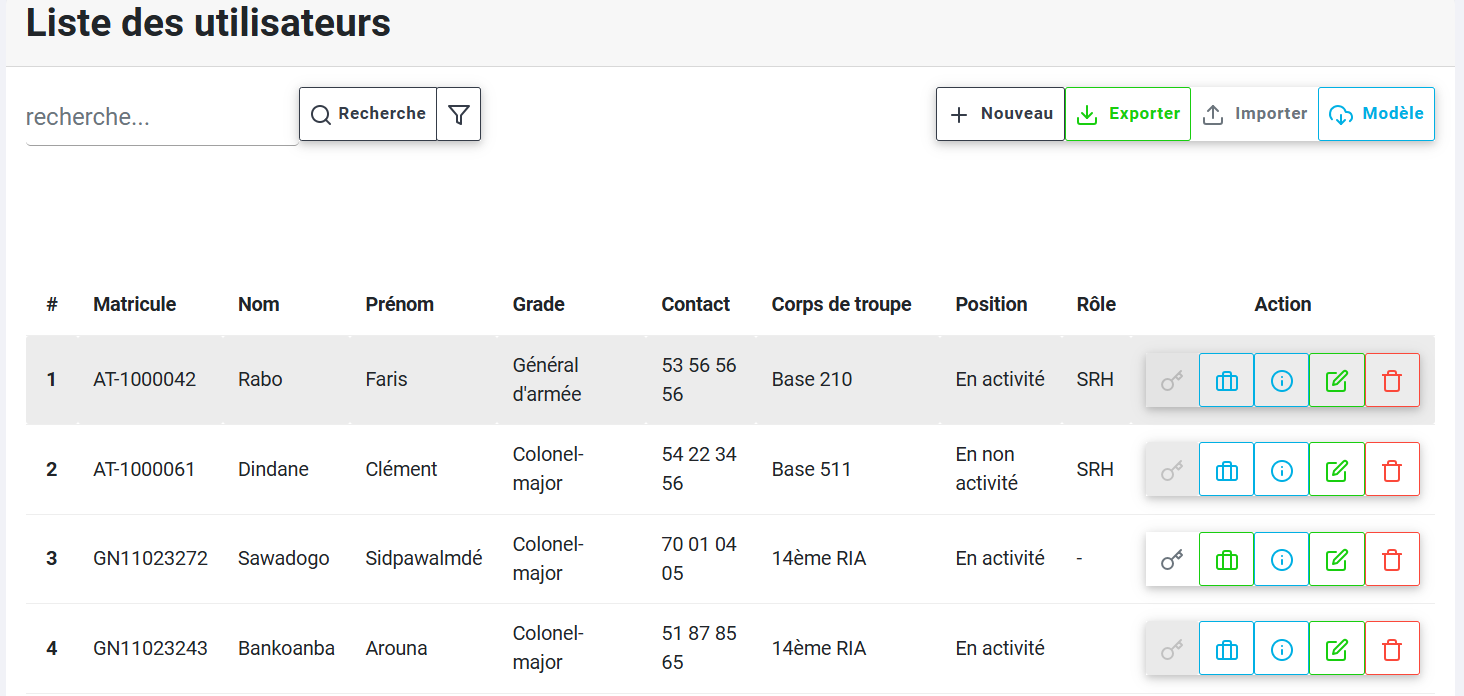 Liste des utilisateurs
recherche... Recherche Nouveau Exporter Importer Modèle
# Matricule Nom Prénom Grade Contact Corps de troupe Position Rôle Action
1 AT-1000042 Rabo Faris Général d'armée 53 56 56 56 Base 210 En activité SRH
2 AT-1000061 Dindane Clément Colonel-major 54 22 34 56 Base 511 En non activité SRH
3 GN11023272 Sawadogo Sidpawalmdé Colonel-major 70 01 04 05 14ème RIA En activité -
4 GN11023243 Bankoanba Arouna Colonel-major 51 87 85 65 14ème RIA En activité